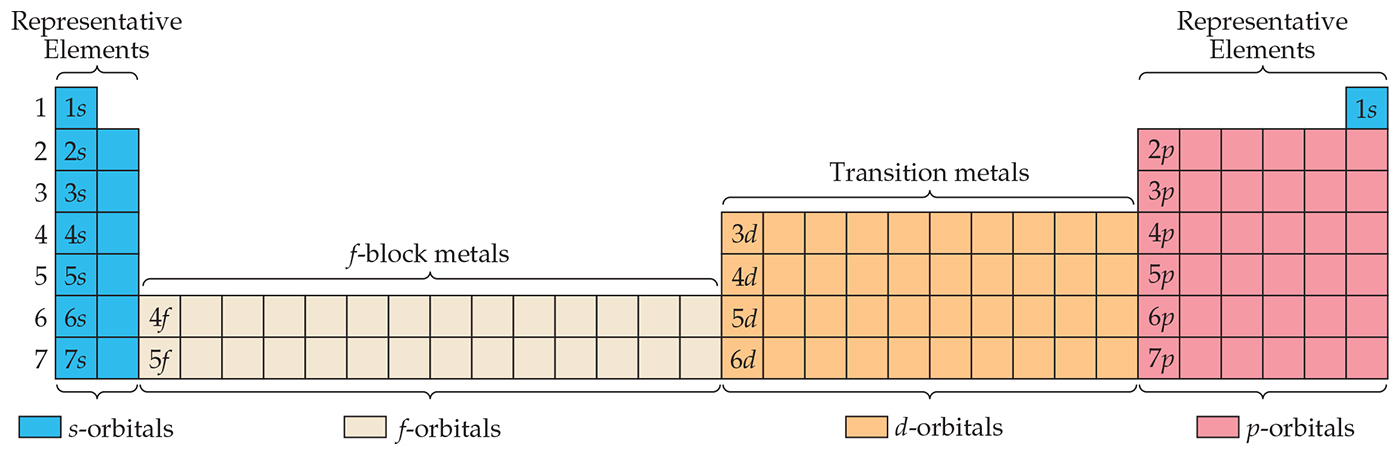 Representative
Elements
Representative
Elements
1 1s 1s
2 2s 2p
3 3s Transition metals 3p
4 4s 3d 4p
f-block metals
5 5s 4d 5p
6 6s 4f 5d 6p
7 7s 5f 6d 7p
s-orbitals f-orbitals d-orbitals p-orbitals